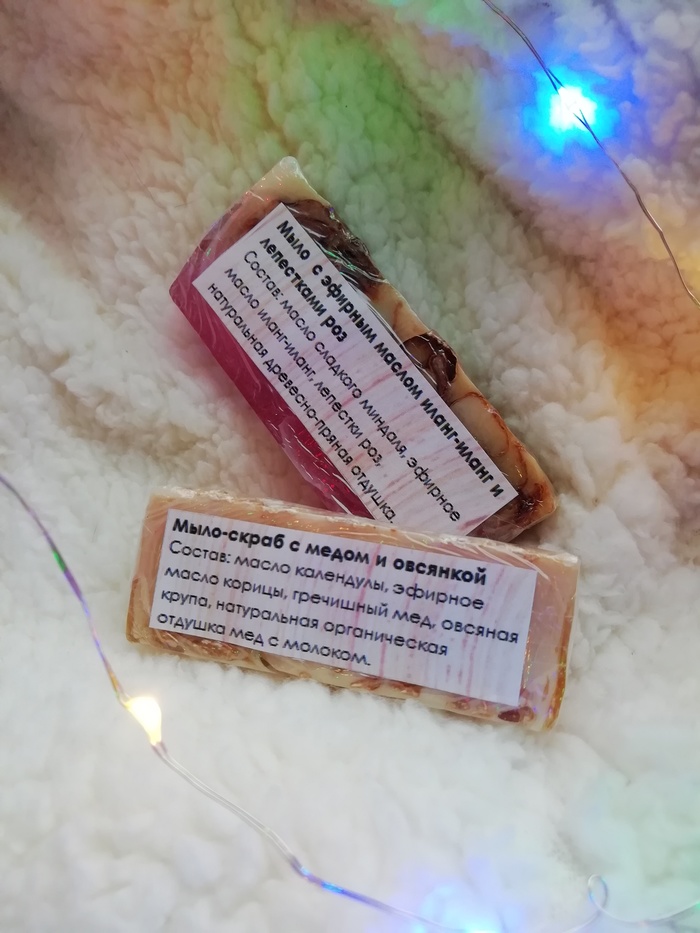 Мыло с эфирным маслом иланг-иланг и
лепестками роз
Состав: масло сладкого миндаля, эфирное
масло иланг-иланг, лепестки роз,
натуральная древесно-пряная отдушка.
Мыло-скраб с медом и овсянкой
Состав: масло календулы, эфирное
масло корицы, гречишный мед, овсяная
крупа, натуральная органическая
отдушка мед с молоком.